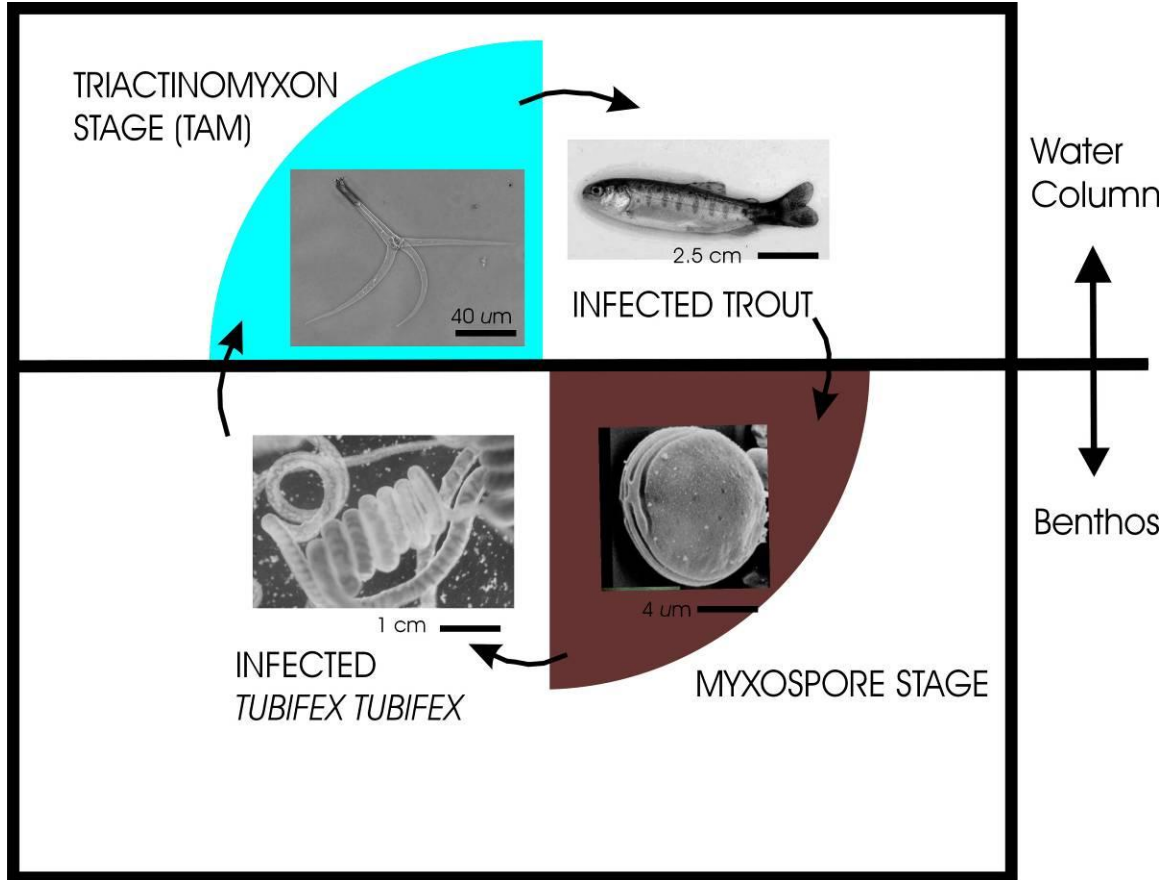 TRIACTINOMYXON
STAGE (TAM)
40 um
2.5 cm
INFECTED TROUT
Water
Column
Benthos
1 cm
INFECTED
TUBIFEX TUBIFEX
4 um
MYXOSPORE STAGE